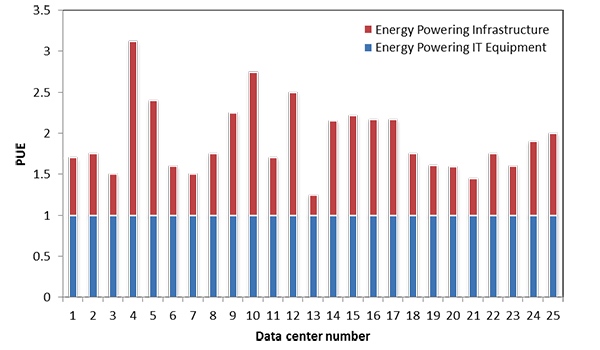 3.5
3
2.5
2
1.5
1
0.5
0
PUE
Energy Powering Infrastructure
Energy Powering IT Equipment
1 2 3 4 5 6 7 8 9 10 11 12 13 14 15 16 17 18 19 20 21 22 23 24 25
Data center number